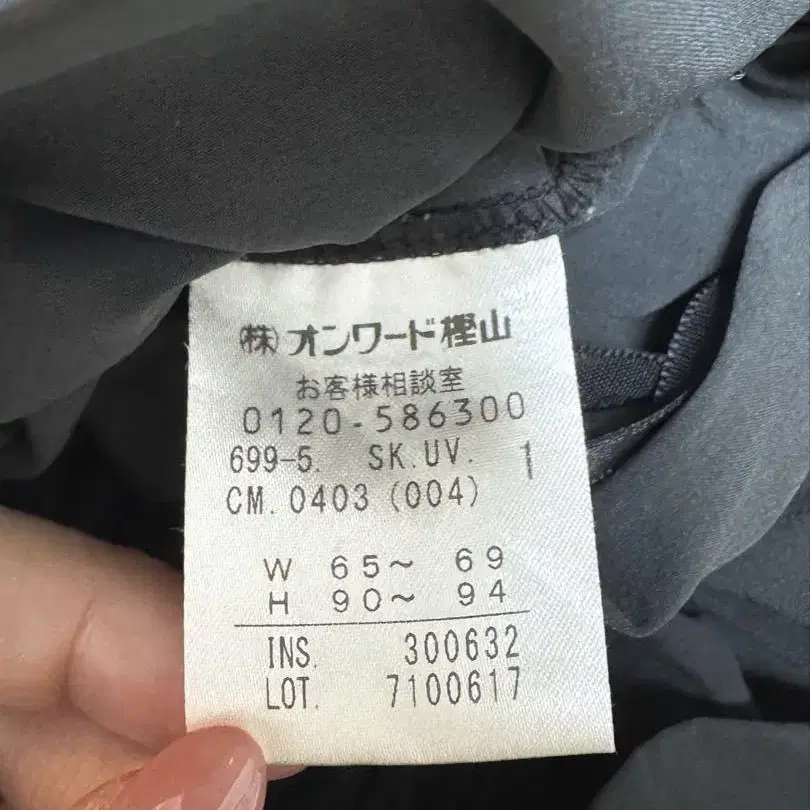 ㈱オンワード樫山
お客様相談室
0120-586300
699-5. SK.UV. 1
CM. 0403 (004)
W 65〜 69
H 90〜 94
INS. 300632
LOT. 7100617